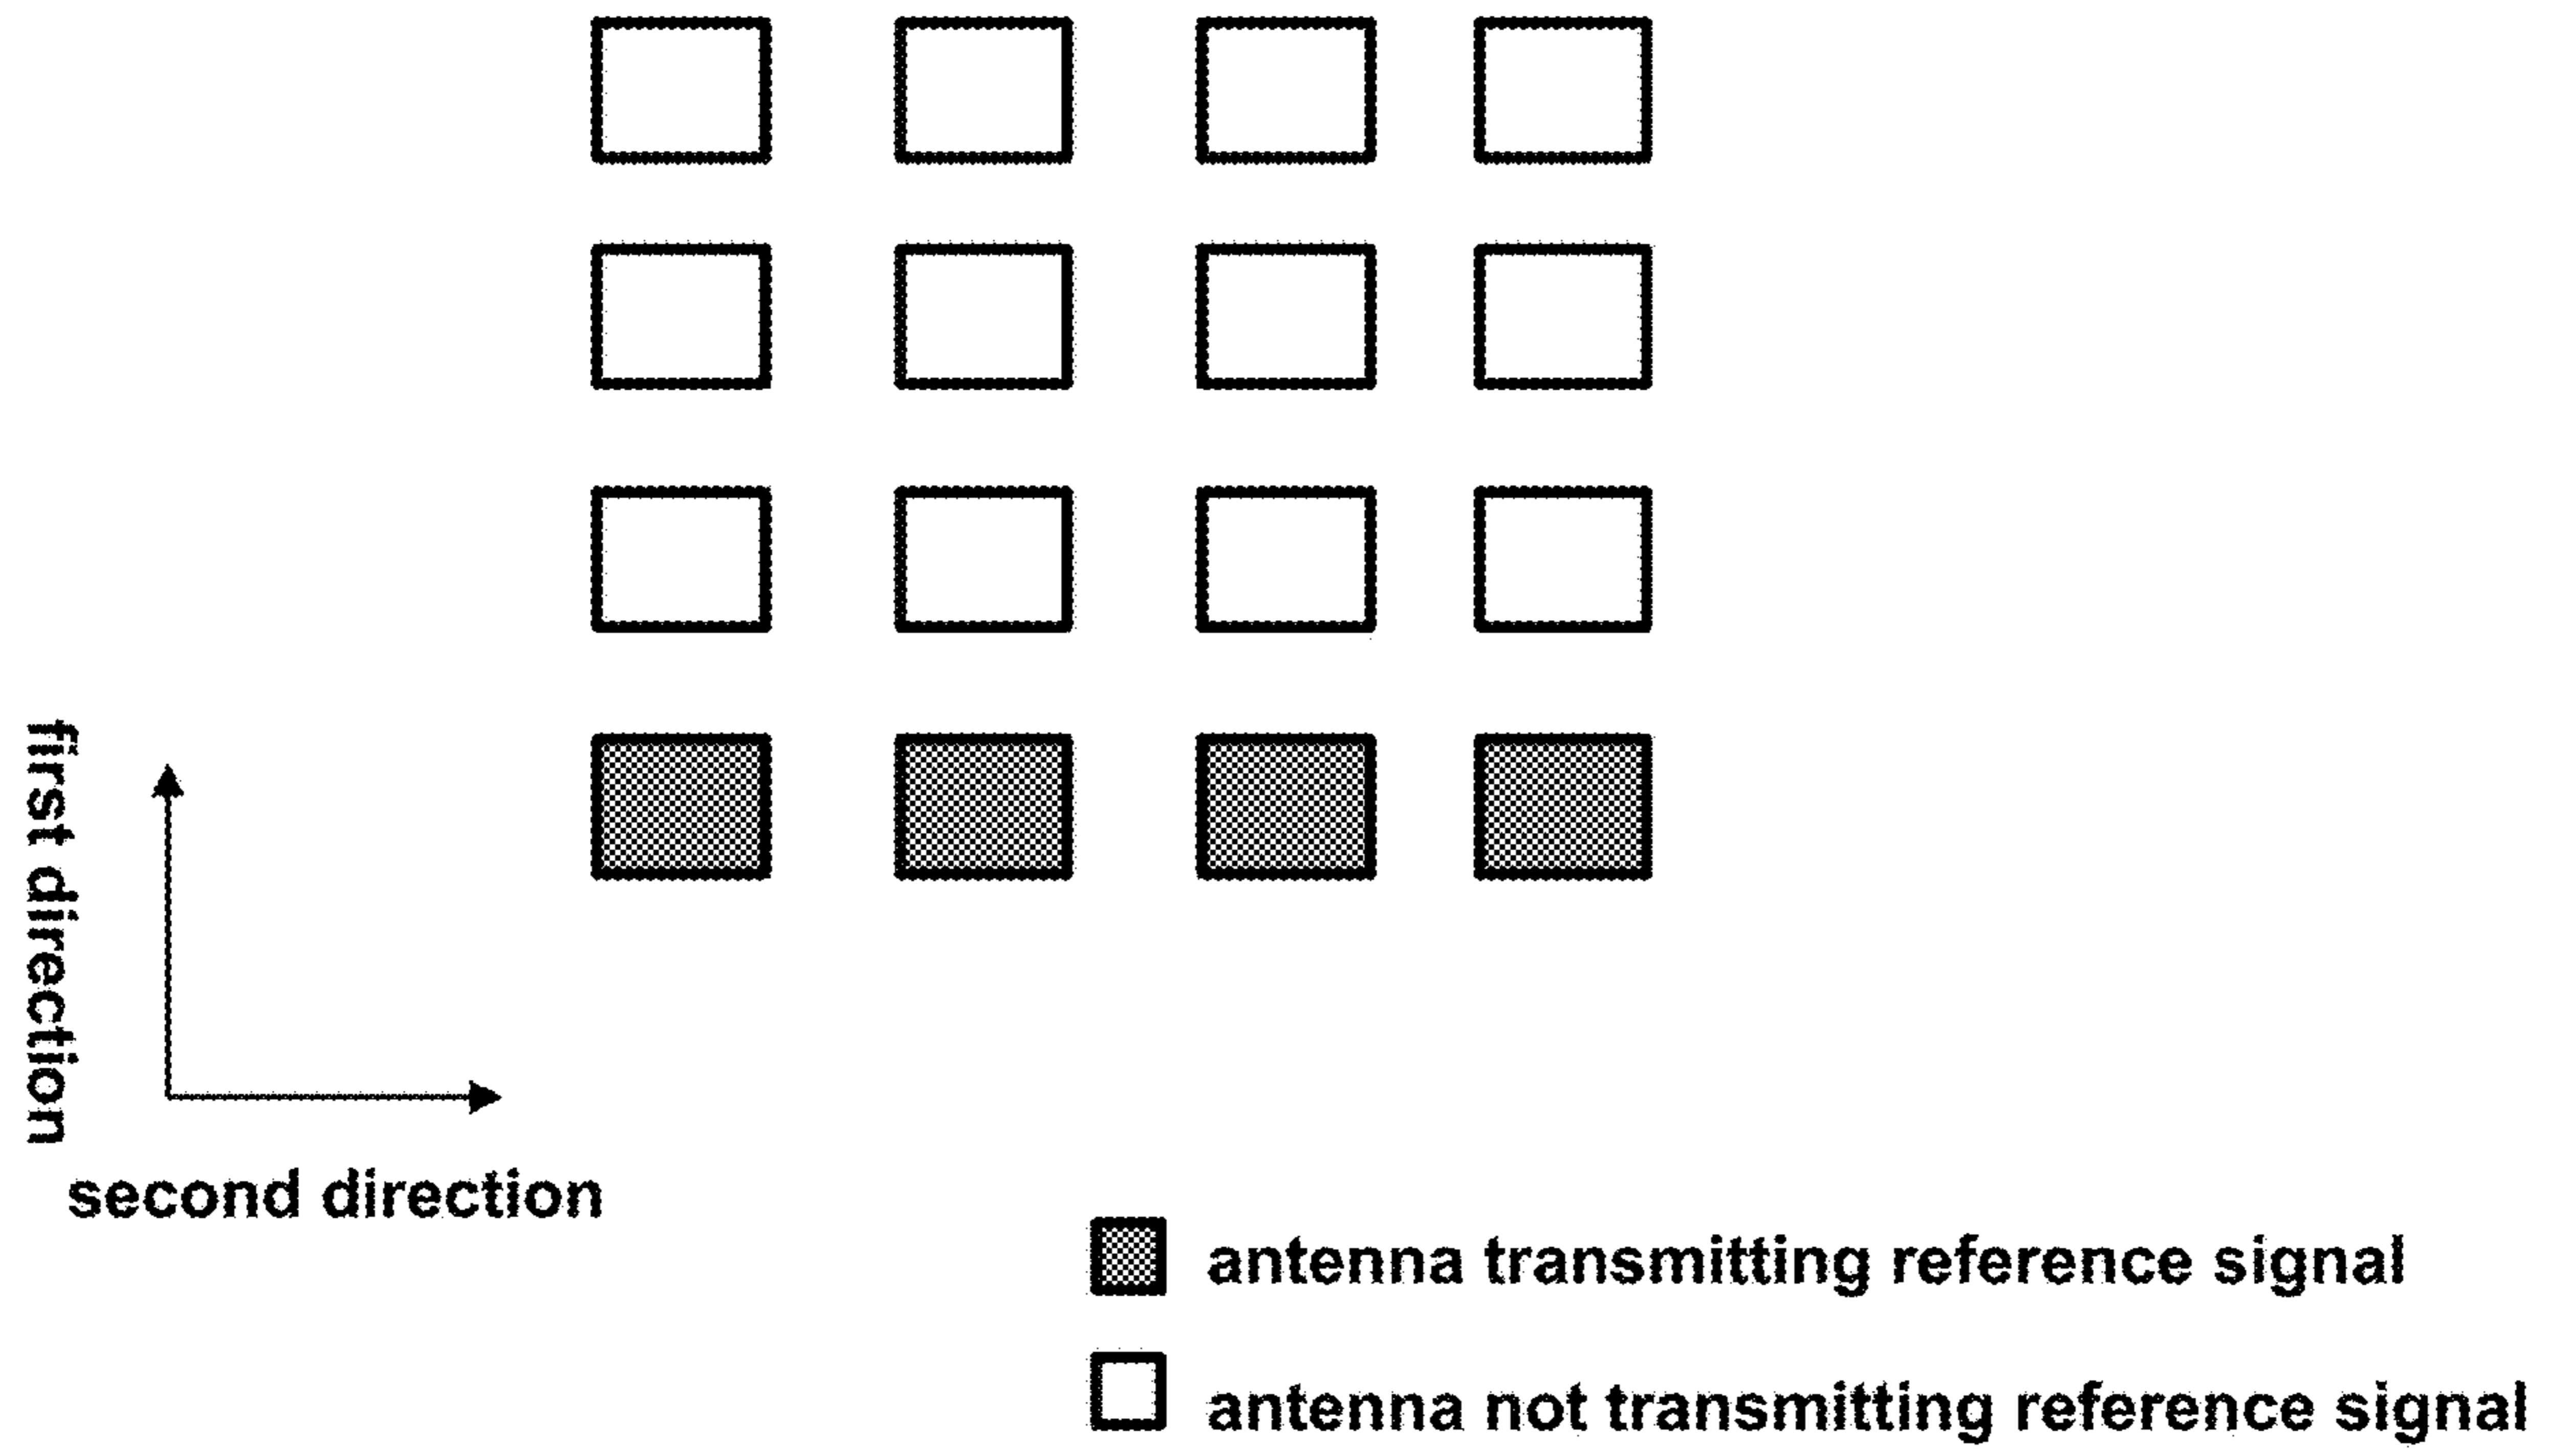 first direction
second direction
antenna transmitting reference signal
antenna not transmitting reference signal